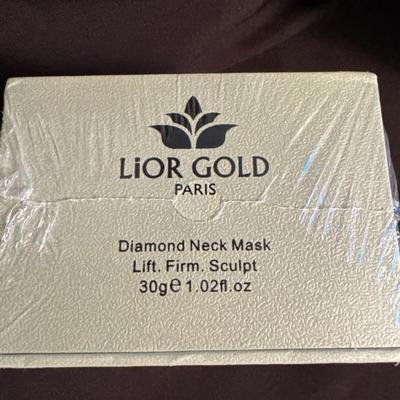 LiOR GOLD
PARIS
Diamond Neck Mask
Lift. Firm. Sculpt
30g℮ 1.02fl.oz